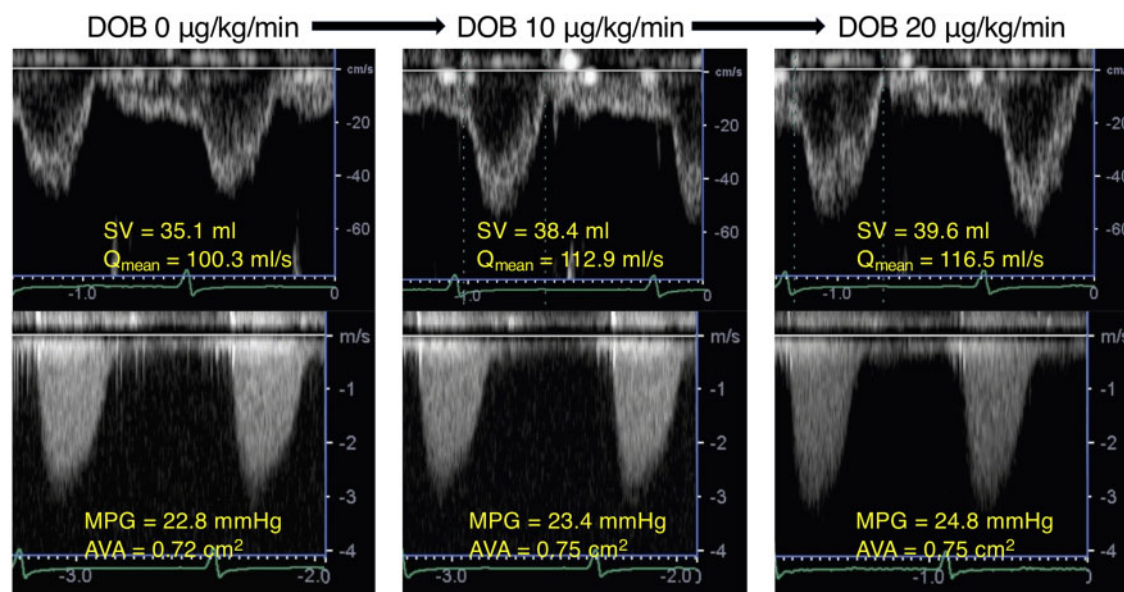 DOB 0 µg/kg/min
DOB 10 µg/kg/min
DOB 20 µg/kg/min
cm/s
-20
-40
-60
SV = 35.1 ml
Qmean = 100.3 ml/s
-1.0
0
cm/s
-20
-40
-60
SV = 38.4 ml
Qmean = 112.9 ml/s
-1.0
0
cm/s
-20
-40
-60
SV = 39.6 ml
Qmean = 116.5 ml/s
-1.0
0
m/s
-1
-2
-3
-4
MPG = 22.8 mmHg
AVA = 0.72 cm²
-3.0
-2.0
m/s
-1
-2
-3
-4
MPG = 23.4 mmHg
AVA = 0.75 cm²
-3.0
-2.0
m/s
-1
-2
-3
-4
MPG = 24.8 mmHg
AVA = 0.75 cm²
-1.0